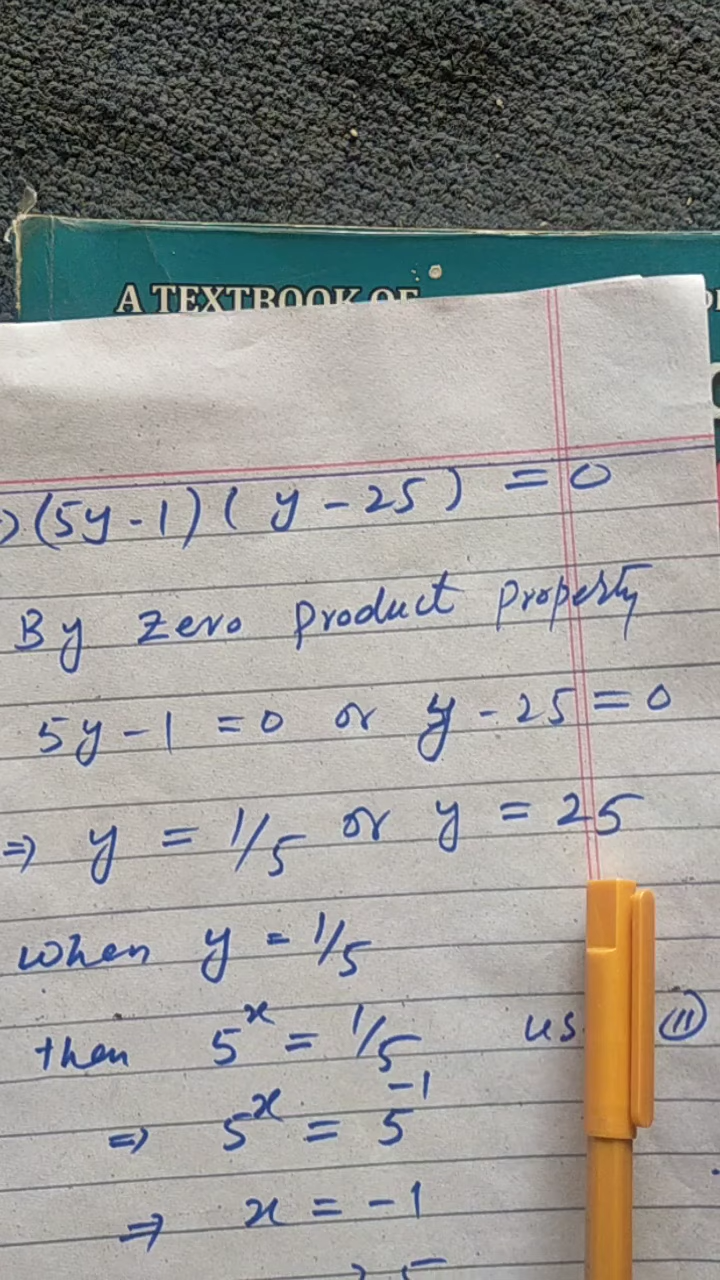 A TEXTBOOK OF
⇒ (5y-1)(y-25) = 0
By Zero product property
5y-1 = 0 or y-25 = 0
⇒ y = 1/5 or y = 25
when y = 1/5
then 5^x = 1/5 us (11)
⇒ 5^x = 5^-1
⇒ x = -1